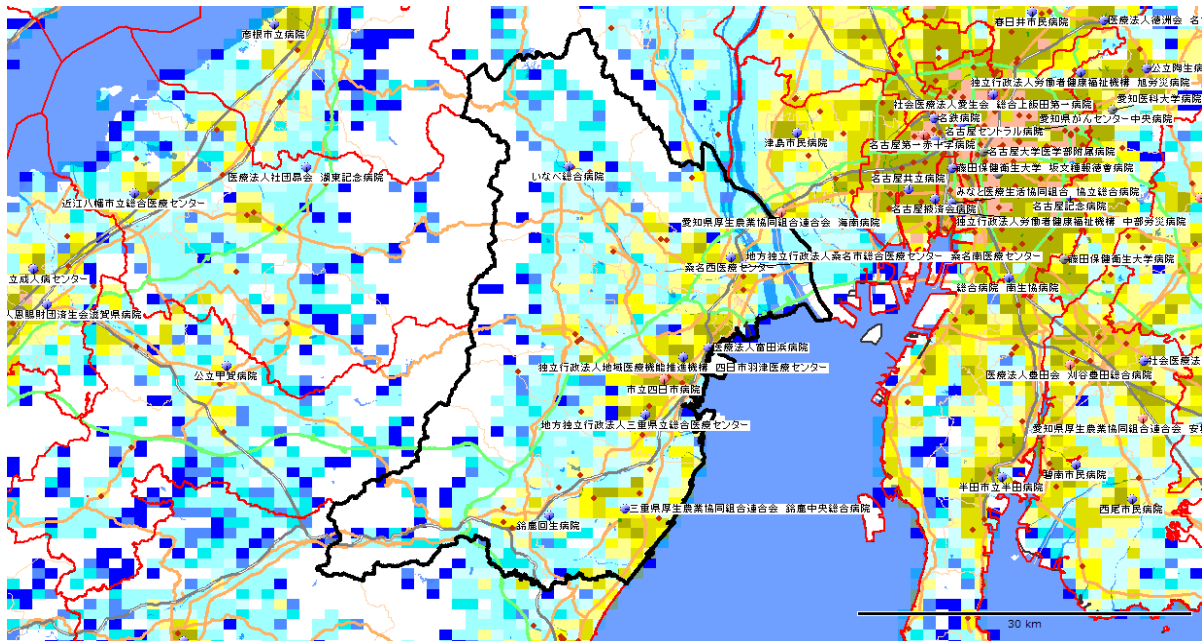 春日井市民病院
医療法人徳洲会 名
彦根市立病院
公立陶生病
独立行政法人労働者健康福祉機構 旭労災病院
愛知医科大学病院
社会医療法人愛生会 総合上飯田第一病院
名鉄病院
愛知県がんセンター中央病院
名古屋セントラル病院
津島市民病院
名古屋第一赤十字病院
名古屋大学医学部附属病院
医療法人社団昴会 湖東記念病院
いなべ総合病院
藤田保健衛生大学 坂文種報徳會病院
名古屋共立病院
みなと医療生活協同組合 協立総合病院
近江八幡市立総合医療センター
名古屋掖済会病院
名古屋記念病院
愛知県厚生農業協同組合連合会 海南病院
独立行政法人労働者健康福祉機構 中部労災病院
地方独立行政法人桑名市総合医療センター 桑名南医療センター
藤田保健衛生大学病院
桑名西医療センター
立成人病センター
総合病院 南生協病院
人恩賜財団済生会滋賀県病院
医療法人富田浜病院
社会医療法
独立行政法人地域医療機能推進機構 四日市羽津医療センター
公立甲賀病院
医療法人豊田会 刈谷豊田総合病院
市立四日市病院
地方独立行政法人三重県立総合医療センター
愛知県厚生農業協同組合連合会 安
碧南市民病院
半田市立半田病院
三重県厚生農業協同組合連合会 鈴鹿中央総合病院
西尾市民病院
鈴鹿回生病院
30 km